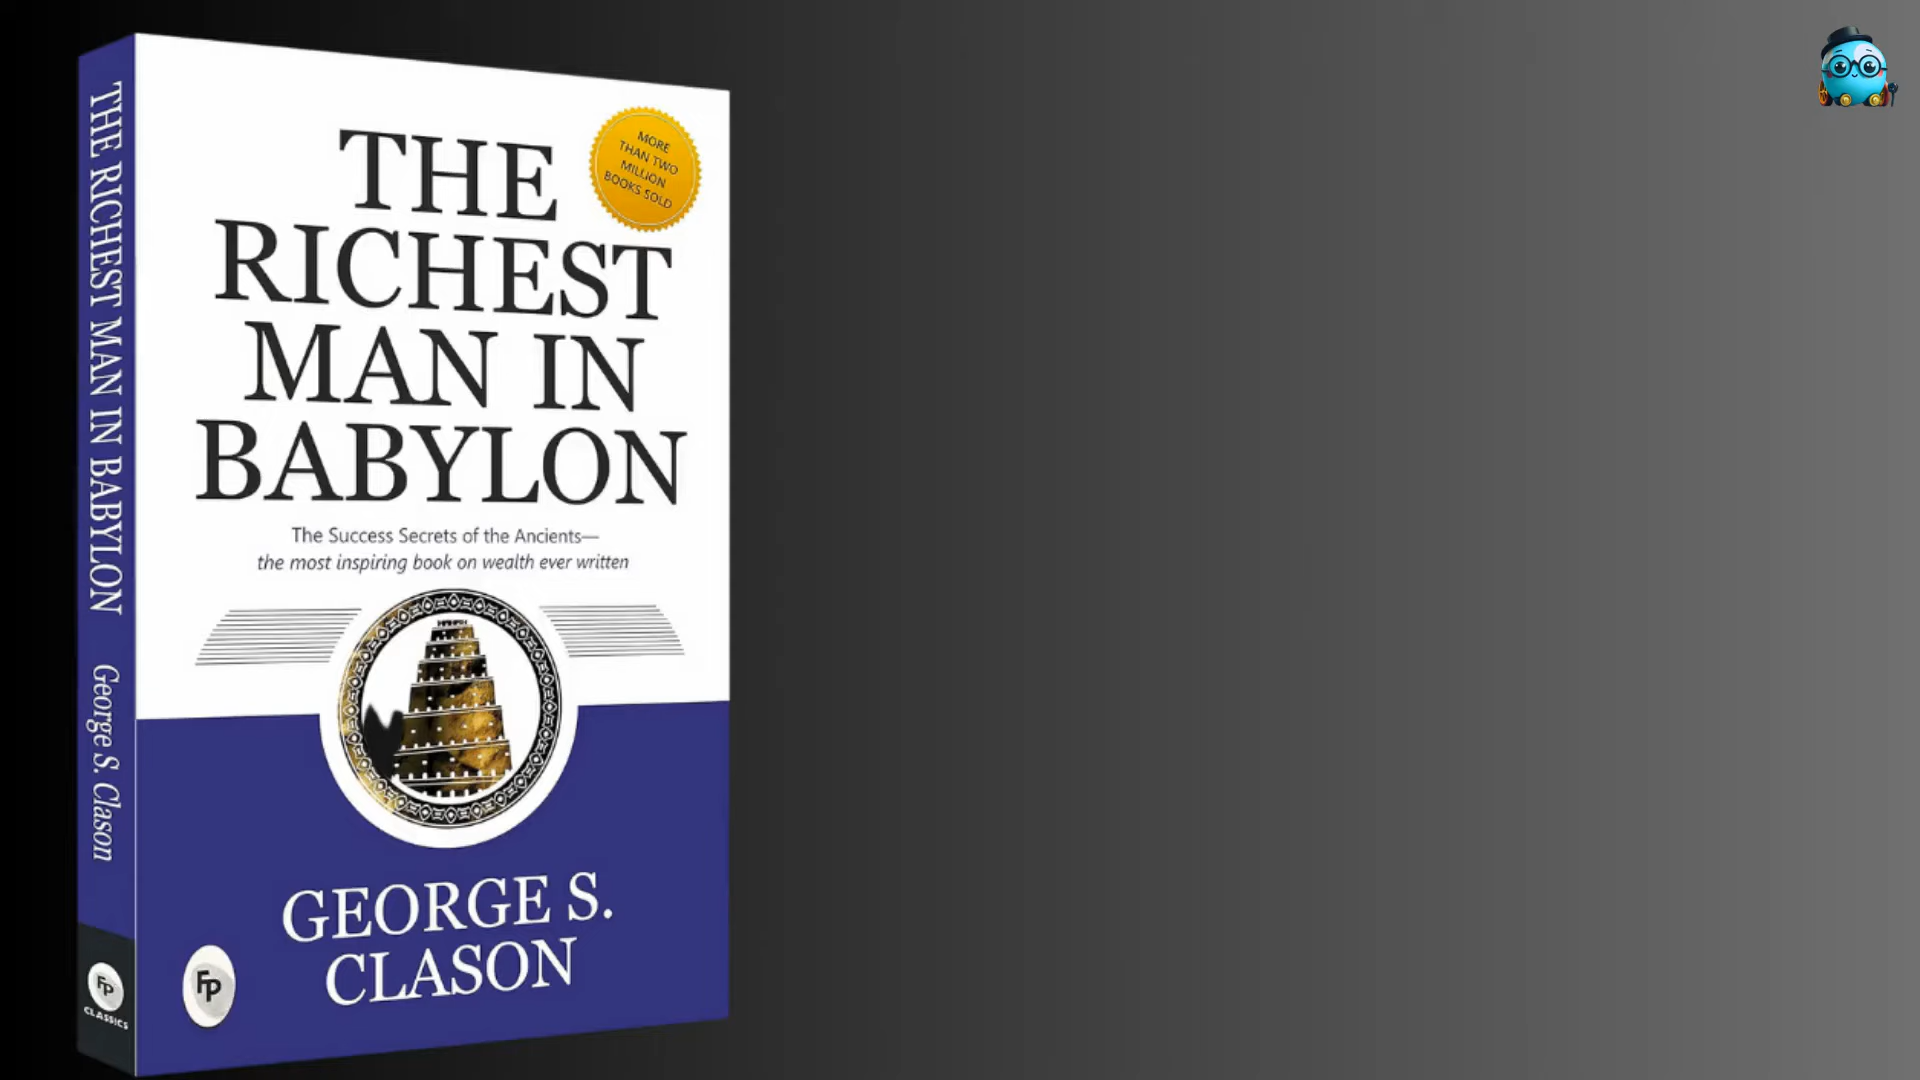 THE RICHEST MAN IN BABYLON
George S. Clason
FP
CLASSICS
THE
RICHEST
MAN IN
BABYLON
MORE
THAN TWO
MILLION
BOOKS SOLD
The Success Secrets of the Ancients—
the most inspiring book on wealth ever written
GEORGE S.
CLASON
FP